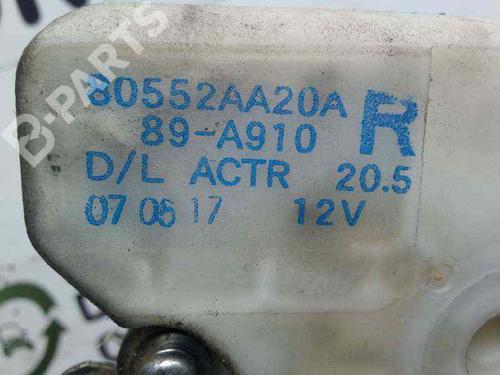 80552AA20A
89-A910 R
D/L ACTR 20.5
07 06 17 12V
B-PARTS